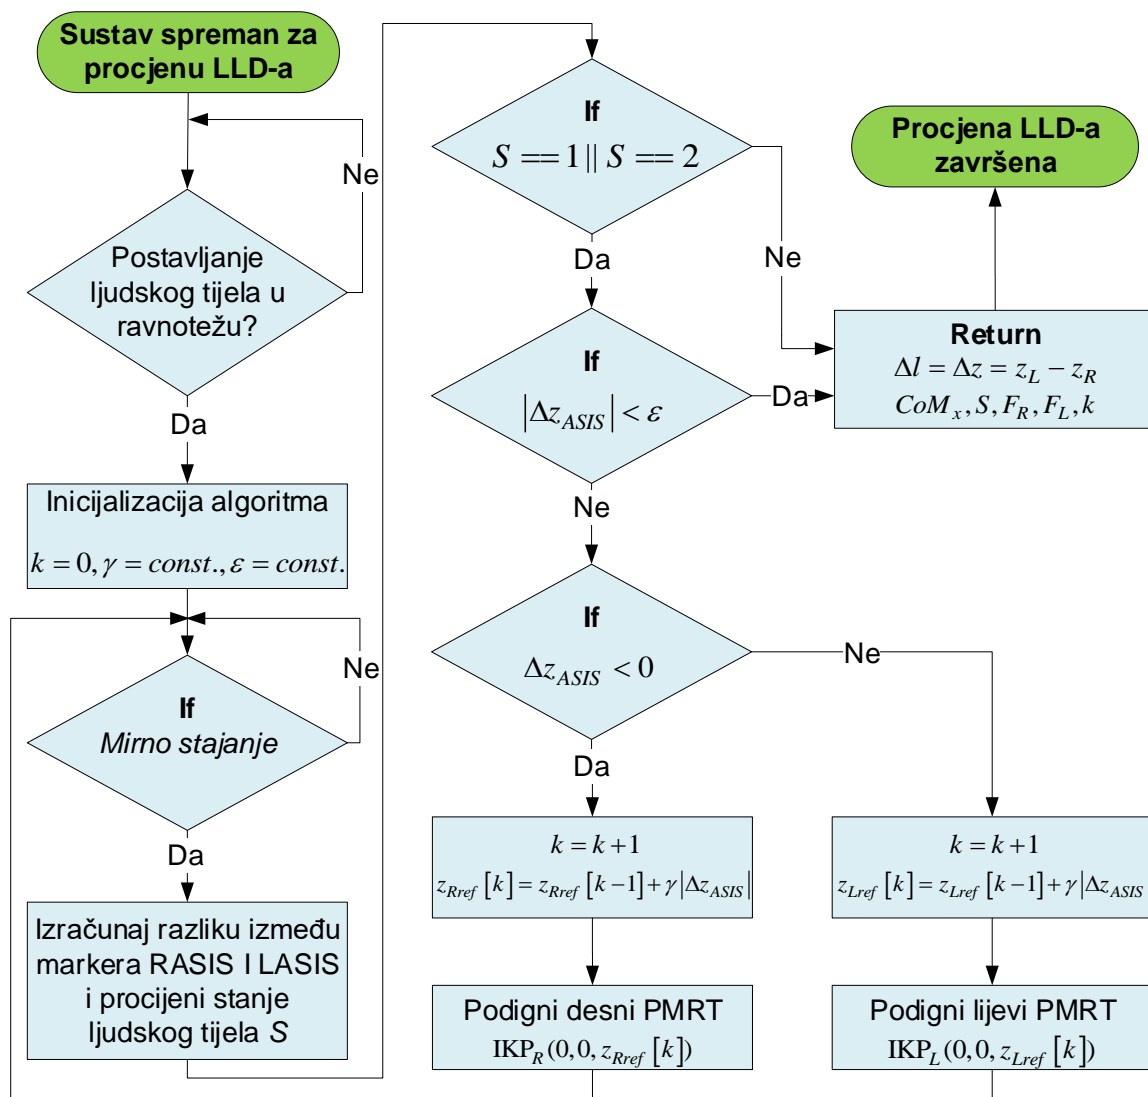 Sustav spreman za
procjenu LLD-a
Ne
Postavljanje
ljudskog tijela u
ravnotežu?
Da
Inicijalizacija algoritma
k = 0, γ = const., ε = const.
Ne
If
Mirno stajanje
Da
Izračunaj razliku između
markera RASIS I LASIS
i procijeni stanje
ljudskog tijela S
If
S == 1 || S == 2
Da
Ne
If
|Δz_ASIS| < ε
Da
Ne
If
Δz_ASIS < 0
Ne
Da
k = k + 1
z_Rref [k] = z_Rref [k − 1] + γ |Δz_ASIS|
Podigni desni PMRT
IKP_R (0, 0, z_Rref [k])
Procjena LLD-a
završena
Return
Δl = Δz = z_L − z_R
CoM_x, S, F_R, F_L, k
k = k + 1
z_Lref [k] = z_Lref [k − 1] + γ |Δz_ASIS
Podigni lijevi PMRT
IKP_L (0, 0, z_Lref [k])